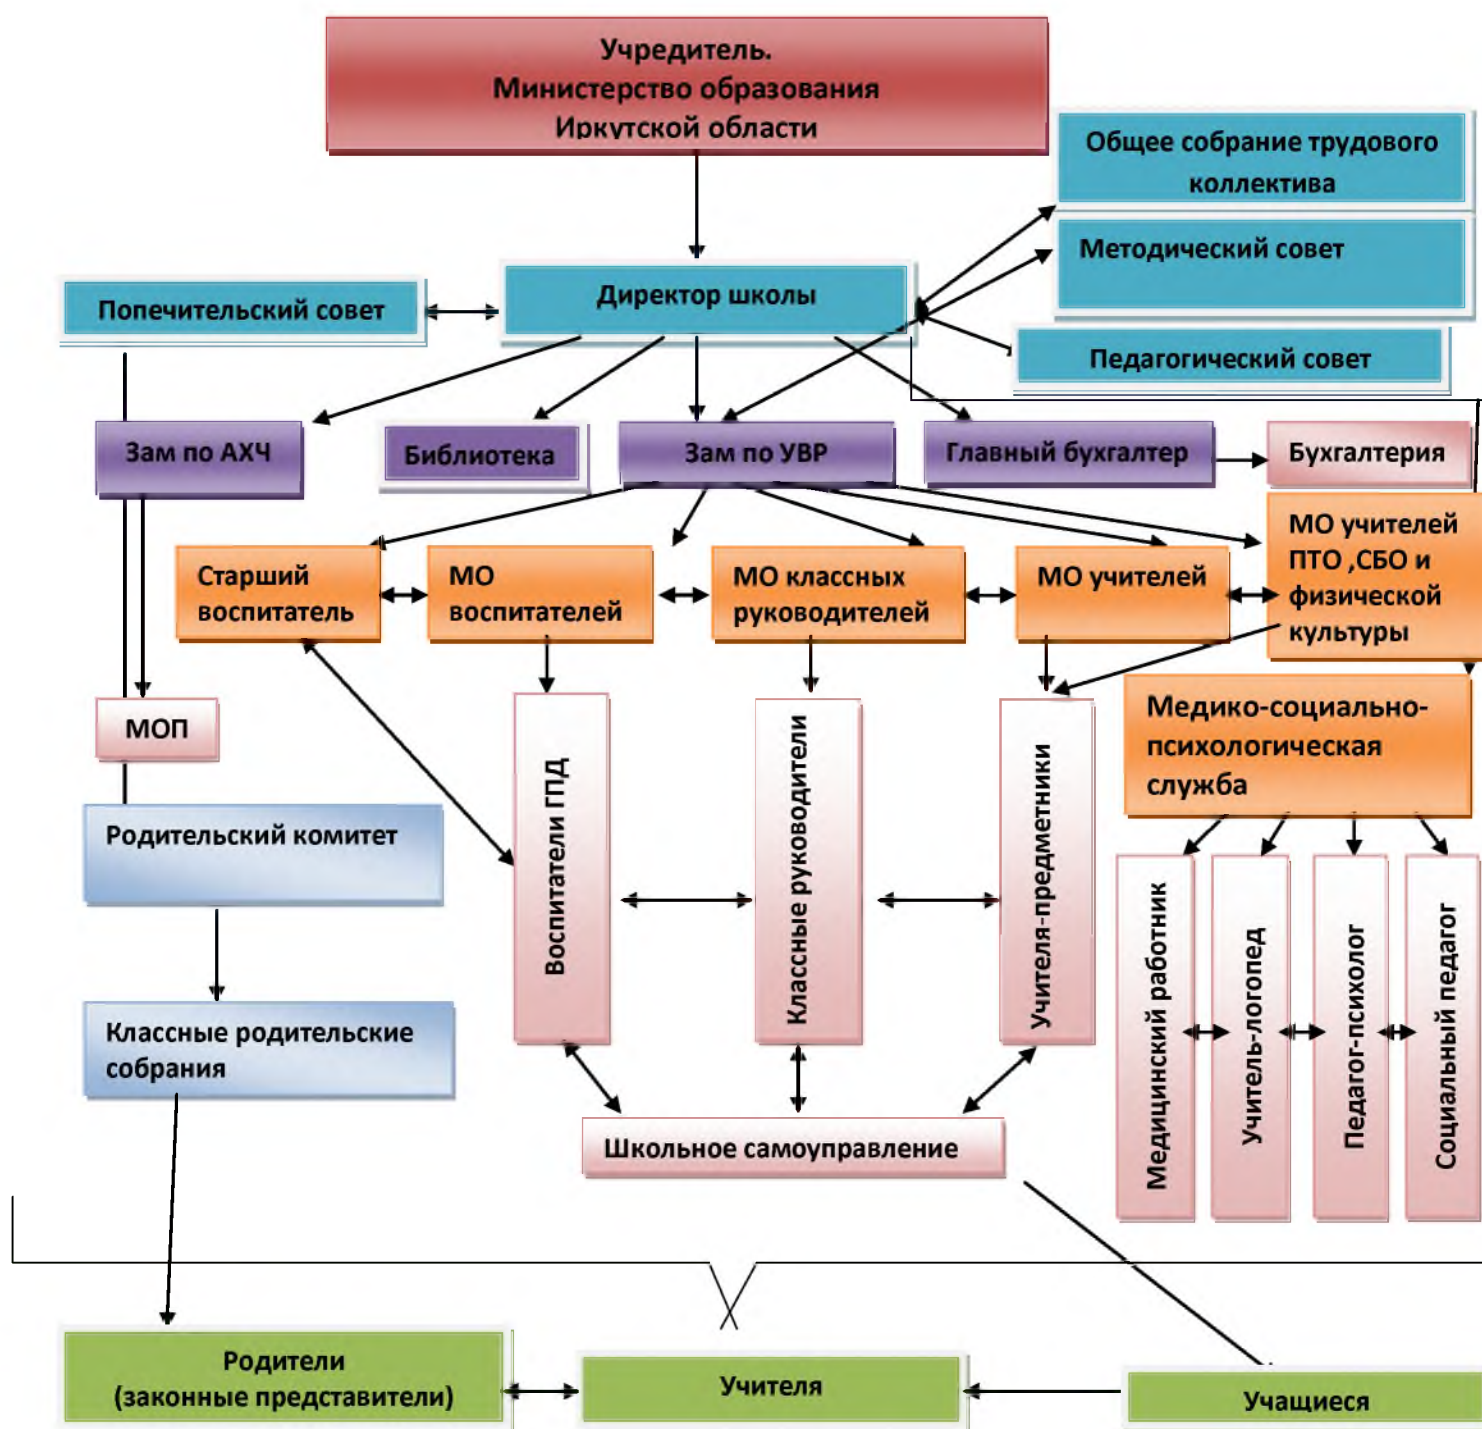 Учредитель.
Министерство образования
Иркутской области
Общее собрание трудового
коллектива
Методический совет
Директор школы
Попечительский совет
Педагогический совет
Зам по АХЧ
Библиотека
Зам по УВР
Главный бухгалтер
Бухгалтерия
Старший
воспитатель
МО
воспитателей
МО классных
руководителей
МО учителей
МО учителей
ПТО ,СБО и
физической
культуры
МОП
Медико-социально-
психологическая
служба
Родительский комитет
Воспитатели ГПД
Классные руководители
Учителя-предметники
Медицинский работник
Учитель-логопед
Педагог-психолог
Социальный педагог
Классные родительские
собрания
Школьное самоуправление
Родители
(законные представители)
Учителя
Учащиеся